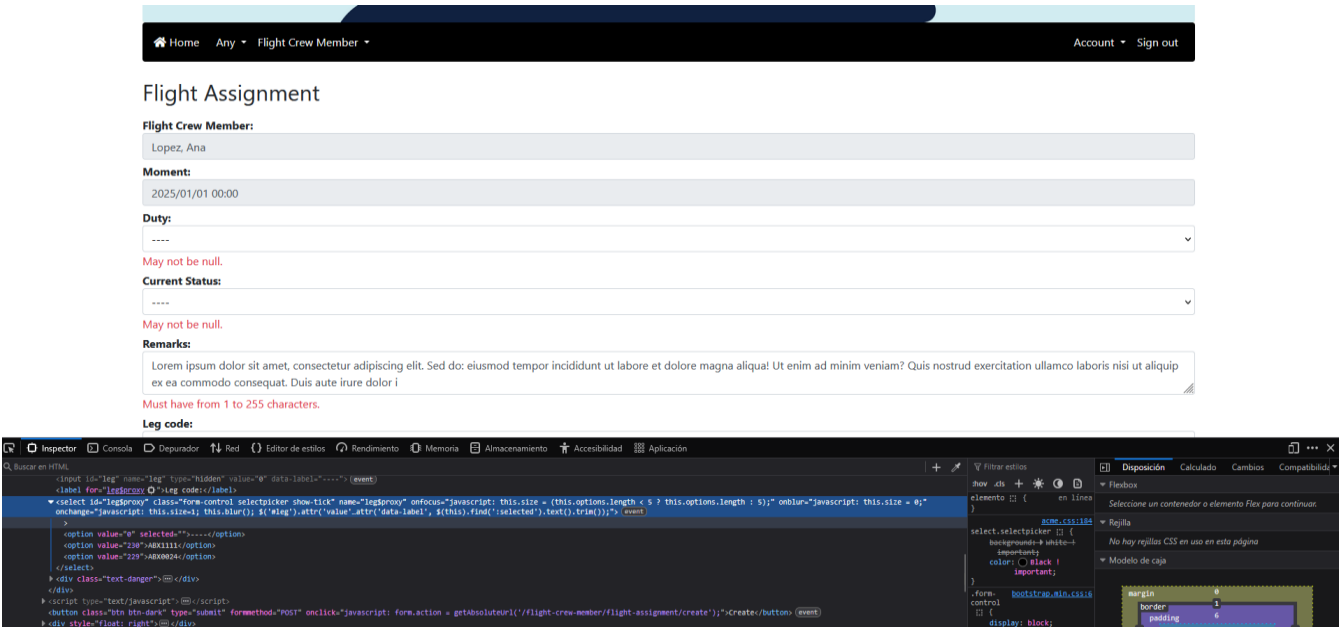 Home Any Flight Crew Member Account Sign out
Flight Assignment
Flight Crew Member:
Lopez, Ana
Moment:
2025/01/01 00:00
Duty:
----
May not be null.
Current Status:
----
May not be null.
Remarks:
Lorem ipsum dolor sit amet, consectetur adipiscing elit. Sed do: eiusmod tempor incididunt ut labore et dolore magna aliqua! Ut enim ad minim veniam? Quis nostrud exercitation ullamco laboris nisi ut aliquip
ex ea commodo consequat. Duis aute irure dolor i
Must have from 1 to 255 characters.
Leg code:
Inspector Consola Depurador Red Editor de estilos Rendimiento Memoria Almacenamiento Accesibilidad Aplicación
Buscar en HTML
<input id="leg" name="leg" type="hidden" value="0" data-label="----"> event
<label for="leg$proxy">Leg code:</label>
<select id="leg$proxy" class="form-control selectpicker show-tick" name="leg$proxy" onfocus="javascript: this.size = (this.options.length < 5 ? this.options.length : 5);" onblur="javascript: this.size = 0;"
onchange="javascript: this.size=1; this.blur(); $('#leg').attr('value'…attr('data-label', $(this).find(':selected').text().trim());"> event
>
<option value="0" selected="">----</option>
<option value="230">ABX1111</option>
<option value="229">ABX0024</option>
</select>
<div class="text-danger"></div>
</div>
<script type="text/javascript"></script>
<button class="btn btn-dark" type="submit" formmethod="POST" onclick="javascript: form.action = getAbsoluteUrl('/flight-crew-member/flight-assignment/create');">Create</button> event
<div style="float: right"></div>
Filtrar estilos
:hov .cls
elemento { en línea
}
acme.css:184
select.selectpicker {
background: white !
important;
color: Black !
important;
}
.form- bootstrap.min.css:6
control
{
display: block;
Disposición Calculado Cambios Compatibilida
Flexbox
Seleccione un contenedor o elemento Flex para continuar.
Rejilla
No hay rejillas CSS en uso en esta página
Modelo de caja
margin 0
border 1
padding 6